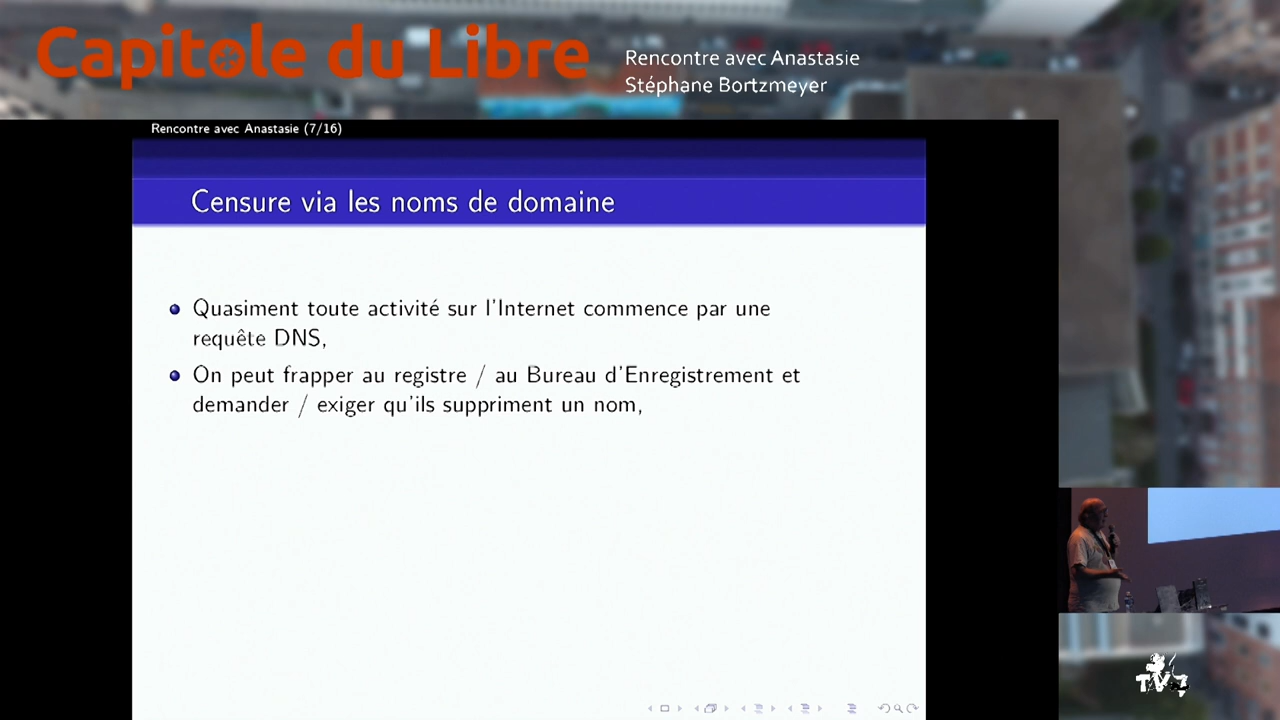 Capitole du Libre
Rencontre avec Anastasie
Stéphane Bortzmeyer
Rencontre avec Anastasie (7/16)
Censure via les noms de domaine
Quasiment toute activité sur l'Internet commence par une
requête DNS,
On peut frapper au registre / au Bureau d'Enregistrement et
demander / exiger qu'ils suppriment un nom,
TV7